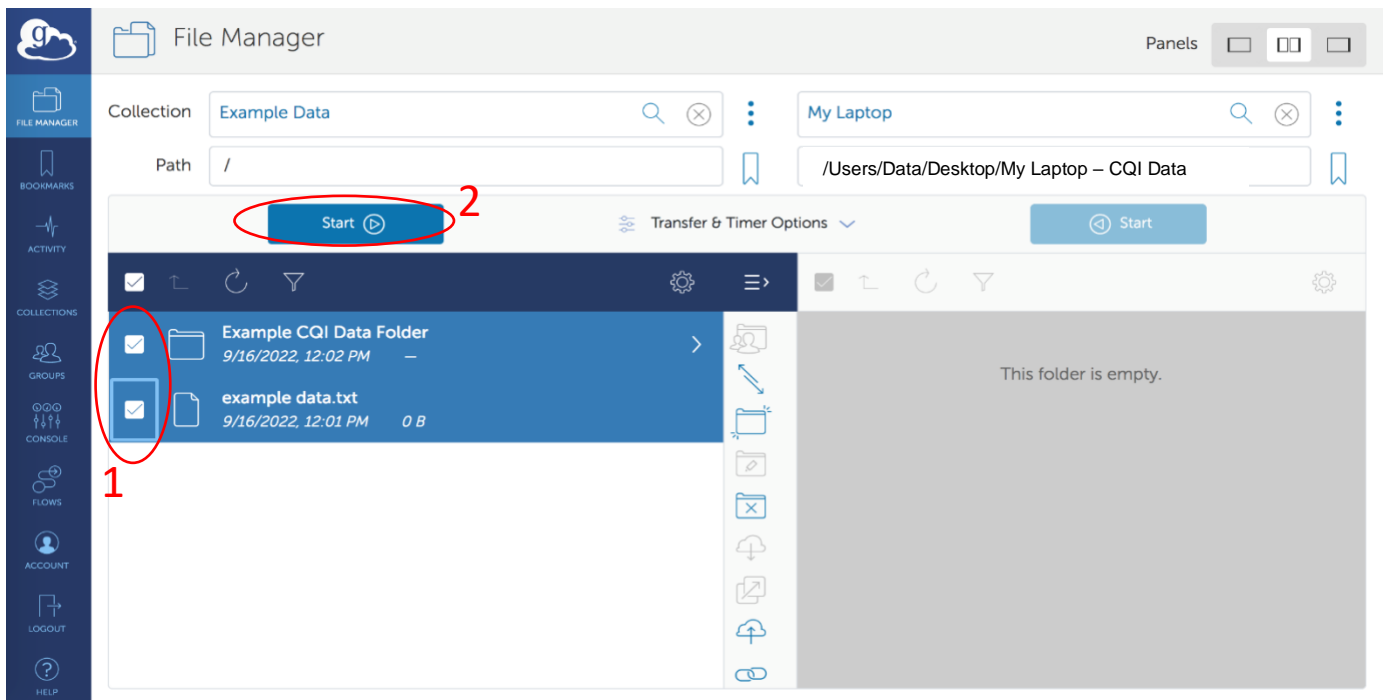 g
File Manager
Panels
FILE MANAGER
BOOKMARKS
ACTIVITY
COLLECTIONS
GROUPS
CONSOLE
FLOWS
ACCOUNT
LOGOUT
?
HELP
Collection
Example Data
My Laptop
Path
/
/Users/Data/Desktop/My Laptop – CQI Data
2
Start
Transfer & Timer Options
Start
Example CQI Data Folder
9/16/2022, 12:02 PM –
example data.txt
9/16/2022, 12:01 PM 0 B
1
This folder is empty.